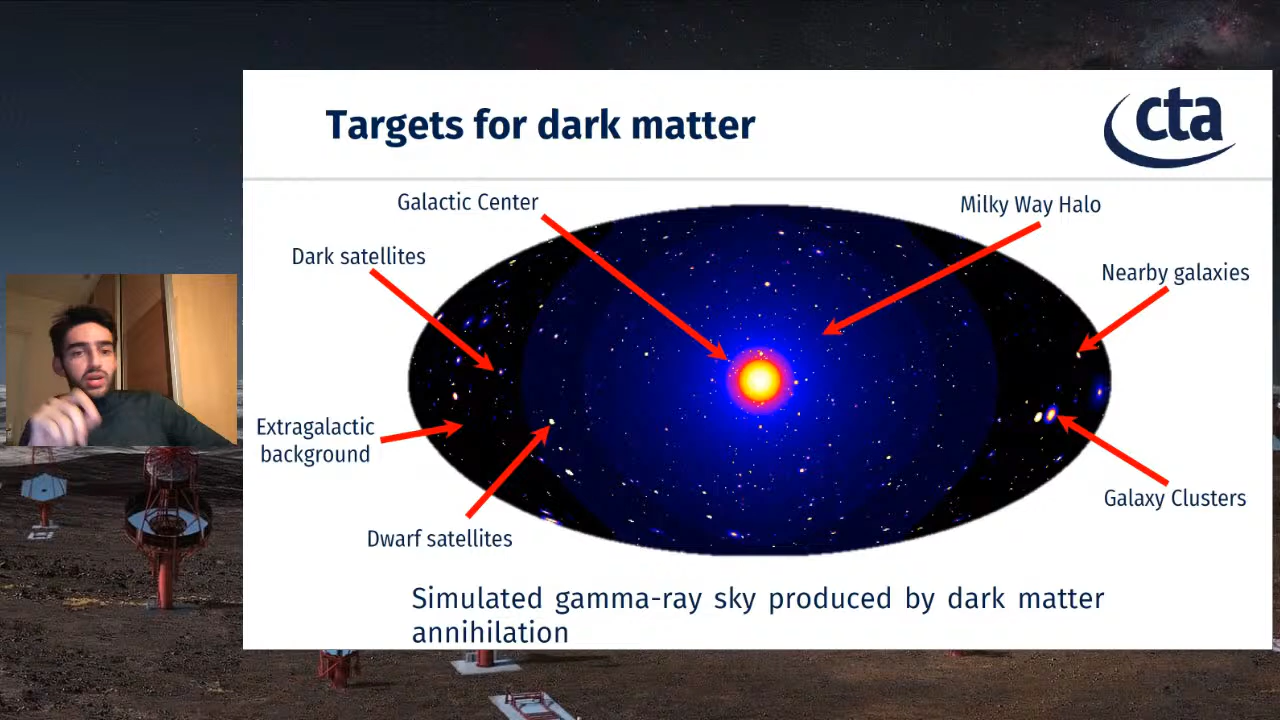 Targets for dark matter
cta
Galactic Center
Milky Way Halo
Dark satellites
Nearby galaxies
Extragalactic
background
Galaxy Clusters
Dwarf satellites
Simulated gamma-ray sky produced by dark matter
annihilation